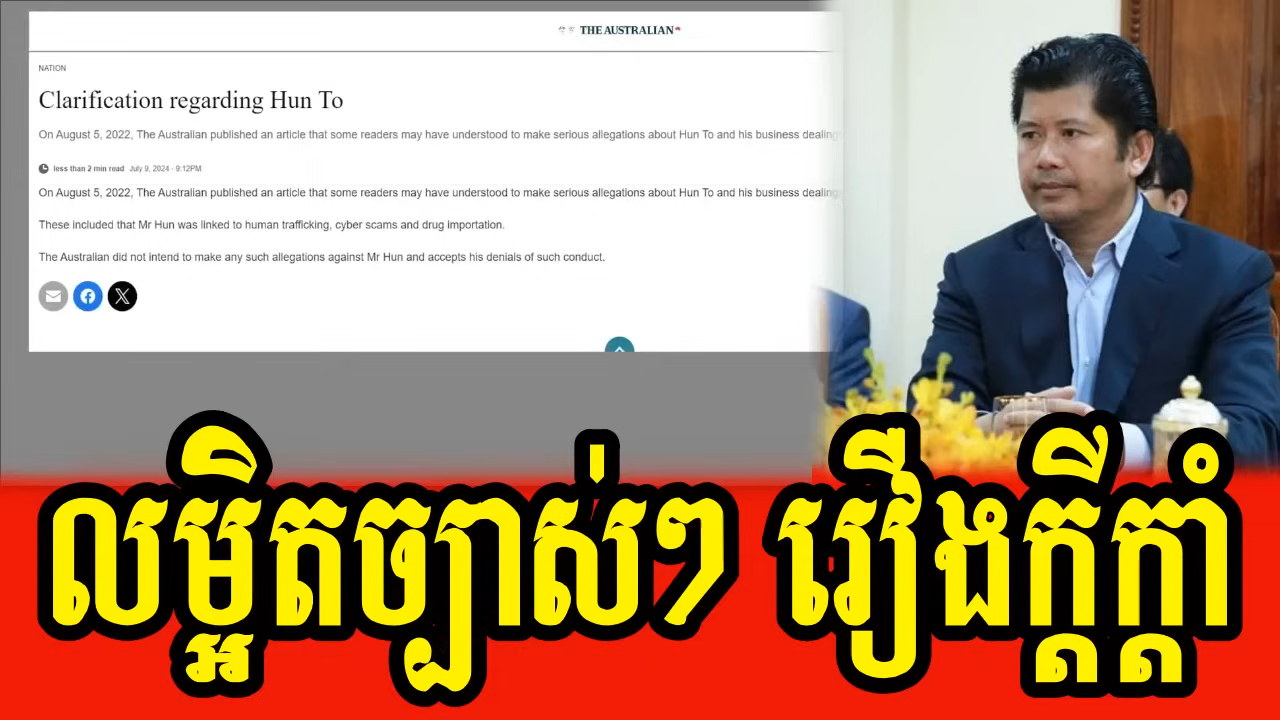 THE AUSTRALIAN
NATION
Clarification regarding Hun To
On August 5, 2022, The Australian published an article that some readers may have understood to make serious allegations about Hun To and his business dealing
less than 2 min read July 9, 2024 - 9:12PM
On August 5, 2022, The Australian published an article that some readers may have understood to make serious allegations about Hun To and his business dealing
These included that Mr Hun was linked to human trafficking, cyber scams and drug importation.
The Australian did not intend to make any such allegations against Mr Hun and accepts his denials of such conduct.
លម្អិតច្បាស់ៗ រឿងក្ដីក្ដាំ